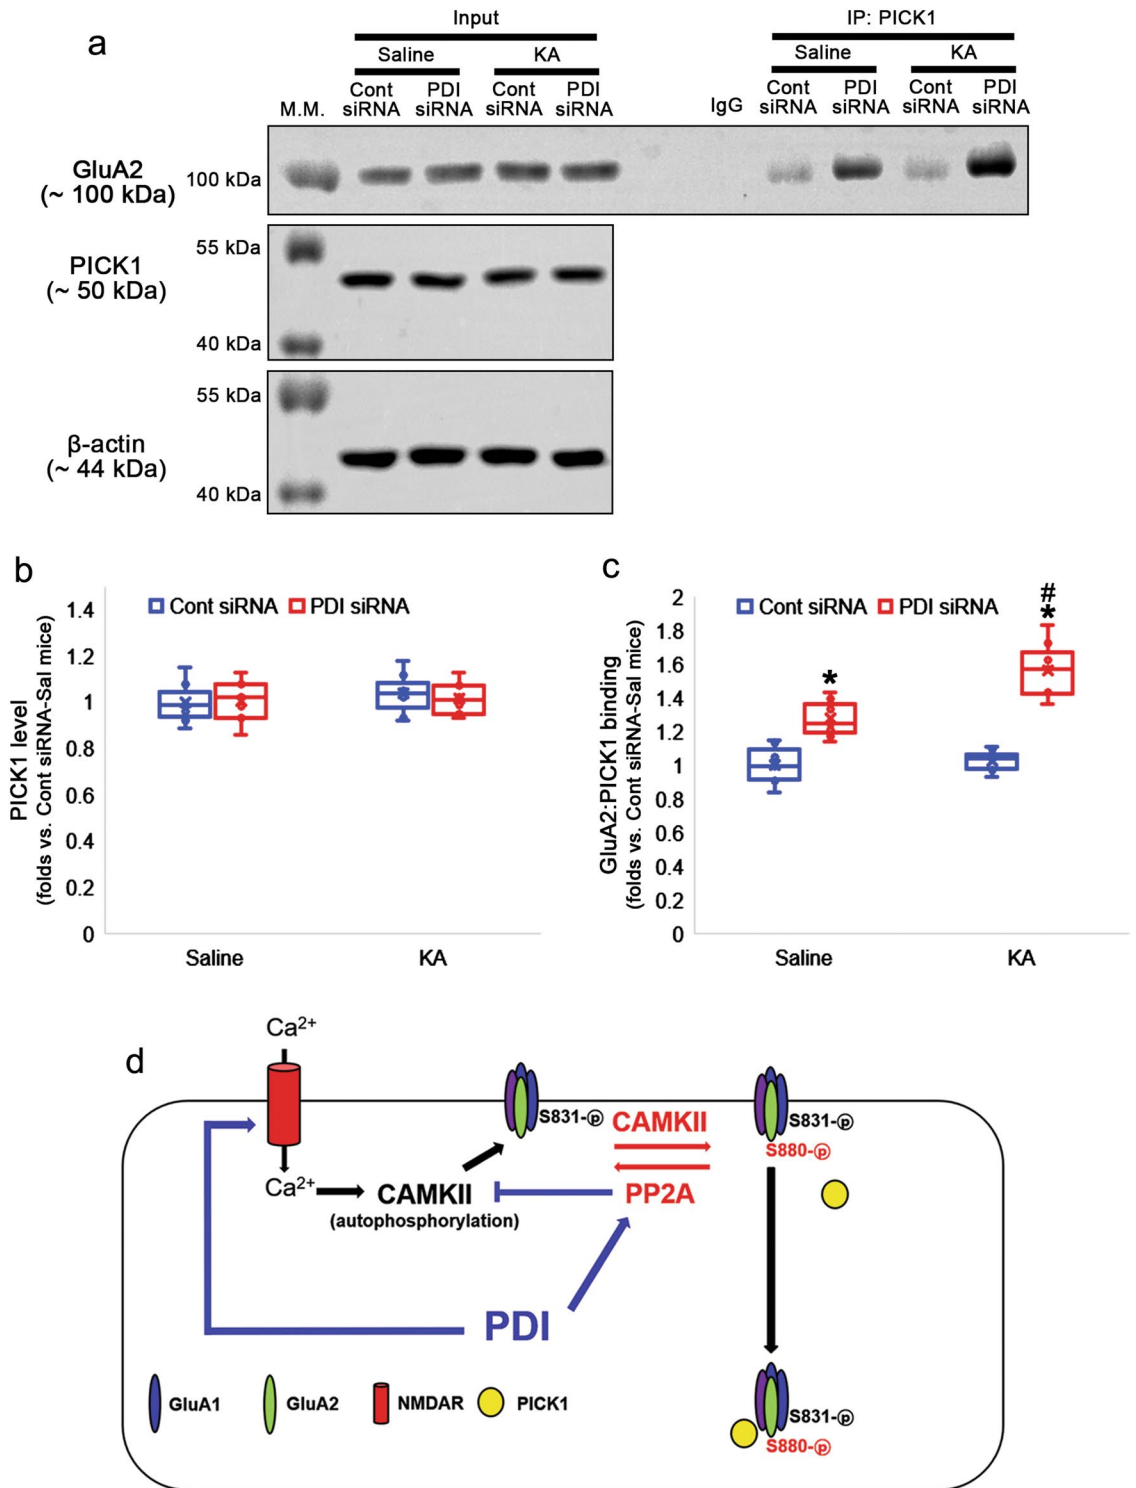 a
Input
IP: PICK1
Saline
KA
Saline
KA
M.M.
Cont siRNA
PDI siRNA
Cont siRNA
PDI siRNA
IgG
Cont siRNA
PDI siRNA
Cont siRNA
PDI siRNA
GluA2
(~ 100 kDa)
100 kDa
PICK1
(~ 50 kDa)
55 kDa
40 kDa
β-actin
(~ 44 kDa)
55 kDa
40 kDa
b
PICK1 level
(folds vs. Cont siRNA-Sal mice)
Cont siRNA
PDI siRNA
1.4
1.2
1
0.8
0.6
0.4
0.2
0
Saline
KA
c
GluA2:PICK1 binding
(folds vs. Cont siRNA-Sal mice)
Cont siRNA
PDI siRNA
2
1.8
1.6
1.4
1.2
1
0.8
0.6
0.4
0.2
0
*
#
*
Saline
KA
d
Ca²⁺
S831-ⓟ
CAMKII
S831-ⓟ
S880-ⓟ
Ca²⁺
CAMKII
(autophosphorylation)
PP2A
PDI
GluA1
GluA2
NMDAR
PICK1
S831-ⓟ
S880-ⓟ